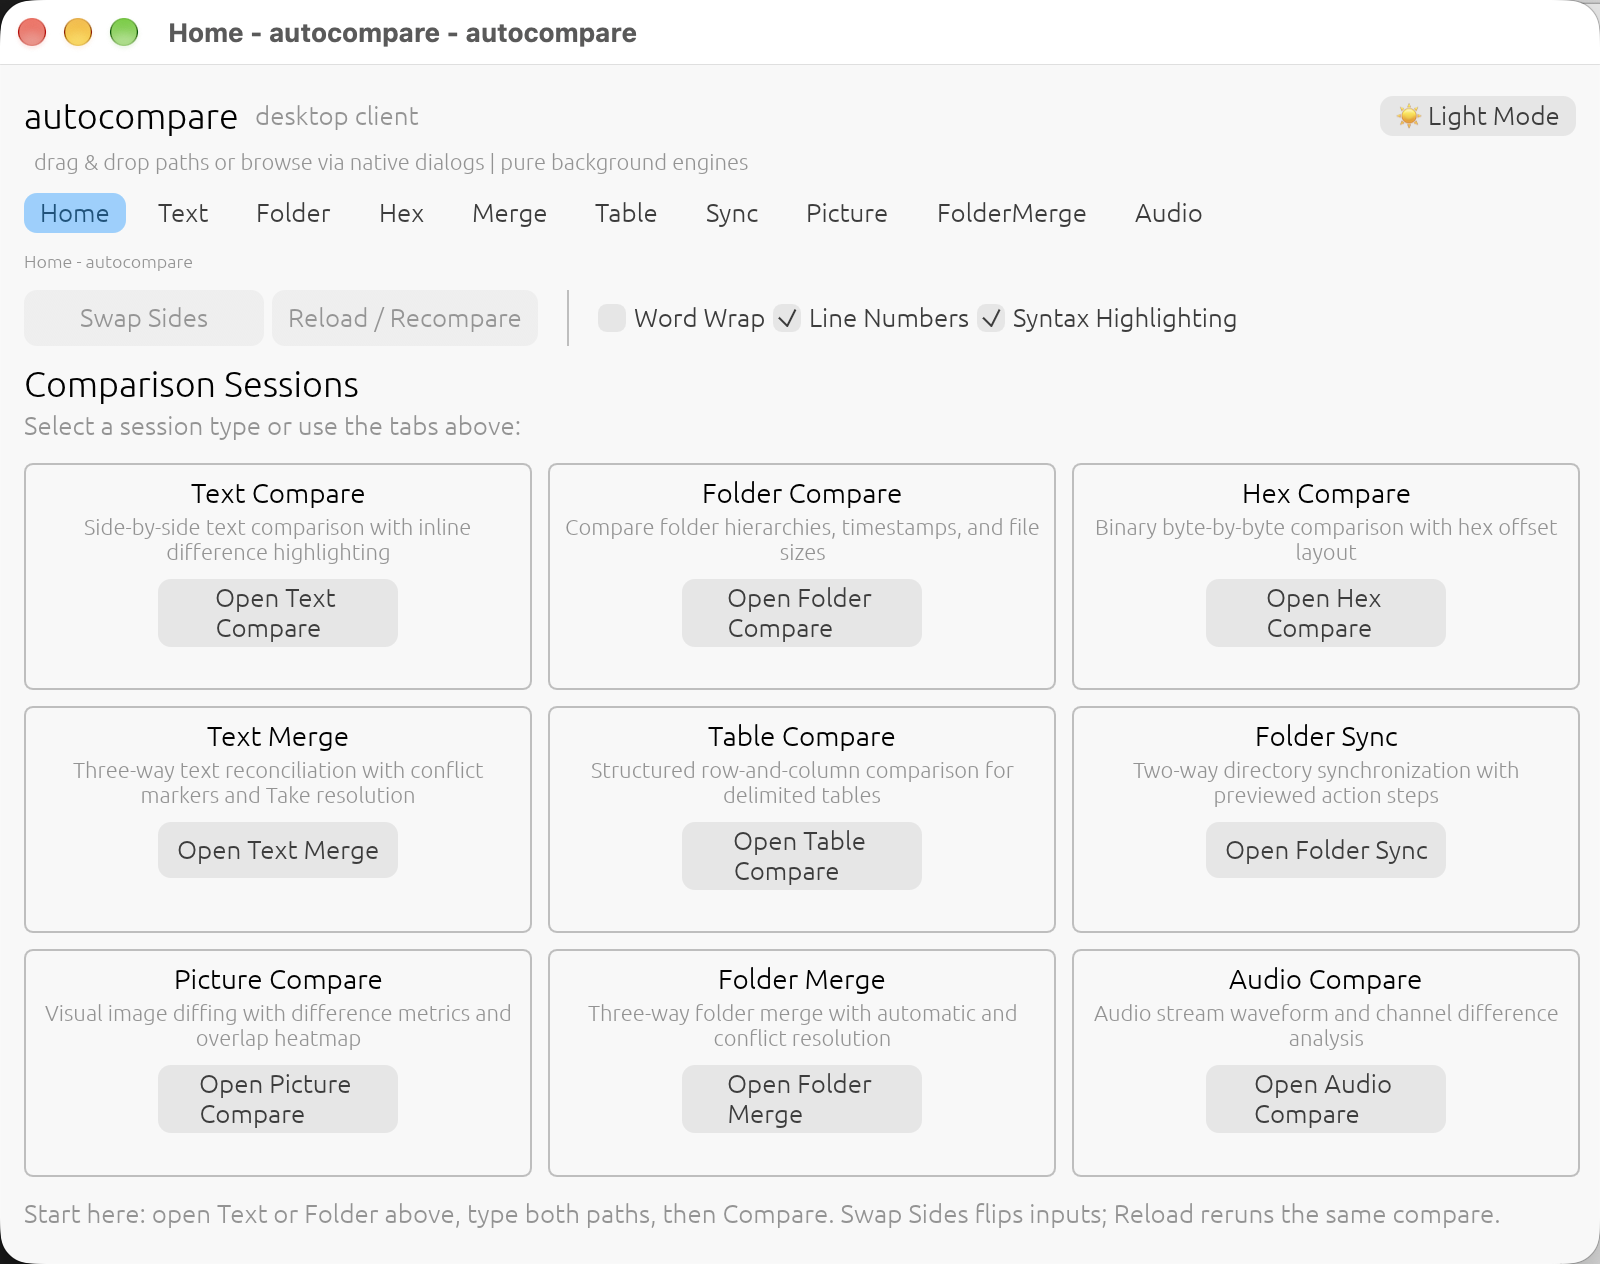 Home - autocompare - autocompare
autocompare desktop client
☀️ Light Mode
drag & drop paths or browse via native dialogs | pure background engines
Home Text Folder Hex Merge Table Sync Picture FolderMerge Audio
Home - autocompare
Swap Sides Reload / Recompare Word Wrap Line Numbers Syntax Highlighting
Comparison Sessions
Select a session type or use the tabs above:
Text Compare
Side-by-side text comparison with inline
difference highlighting
Open Text
Compare
Folder Compare
Compare folder hierarchies, timestamps, and file
sizes
Open Folder
Compare
Hex Compare
Binary byte-by-byte comparison with hex offset
layout
Open Hex
Compare
Text Merge
Three-way text reconciliation with conflict
markers and Take resolution
Open Text Merge
Table Compare
Structured row-and-column comparison for
delimited tables
Open Table
Compare
Folder Sync
Two-way directory synchronization with
previewed action steps
Open Folder Sync
Picture Compare
Visual image diffing with difference metrics and
overlap heatmap
Open Picture
Compare
Folder Merge
Three-way folder merge with automatic and
conflict resolution
Open Folder
Merge
Audio Compare
Audio stream waveform and channel difference
analysis
Open Audio
Compare
Start here: open Text or Folder above, type both paths, then Compare. Swap Sides flips inputs; Reload reruns the same compare.